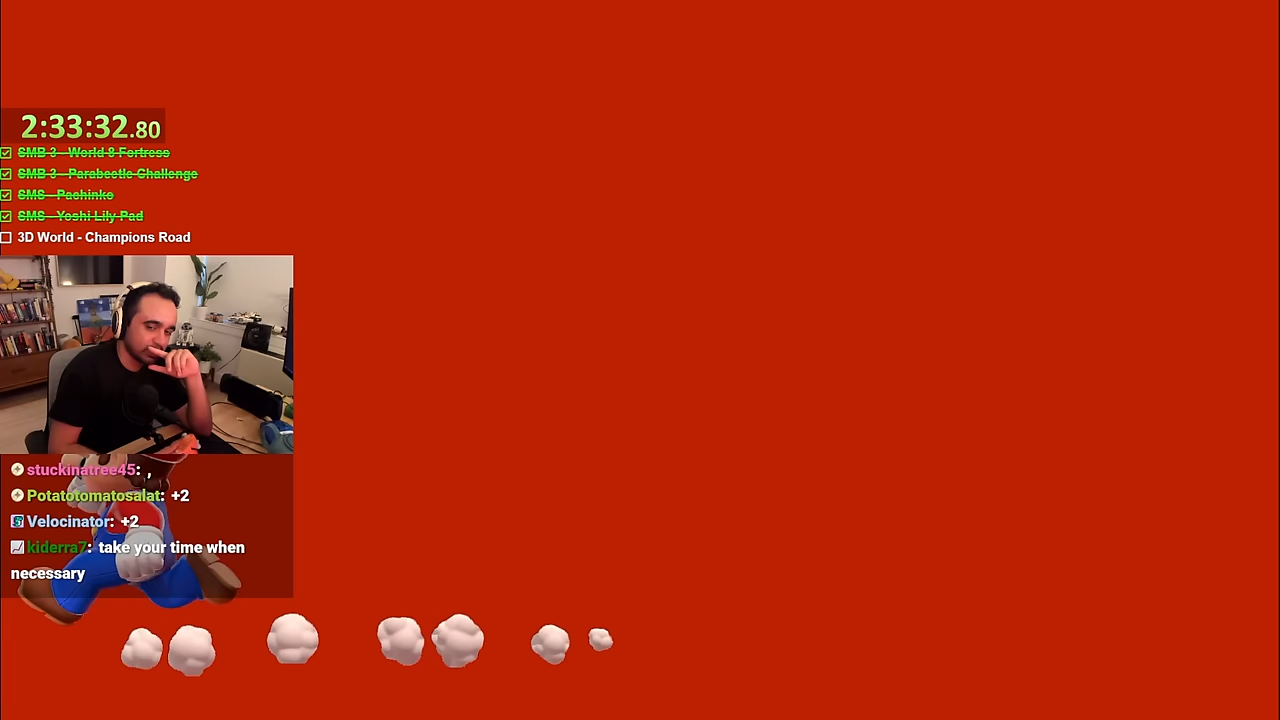 2:33:32.80
SMB 3 - World 8 Fortress
SMB 3 - Parabeetle Challenge
SMS - Pachinko
SMS - Yoshi Lily Pad
3D World - Champions Road
stuckinatree45: ,
Potatotomatosalat: +2
Velocinator: +2
kiderra7: take your time when
necessary